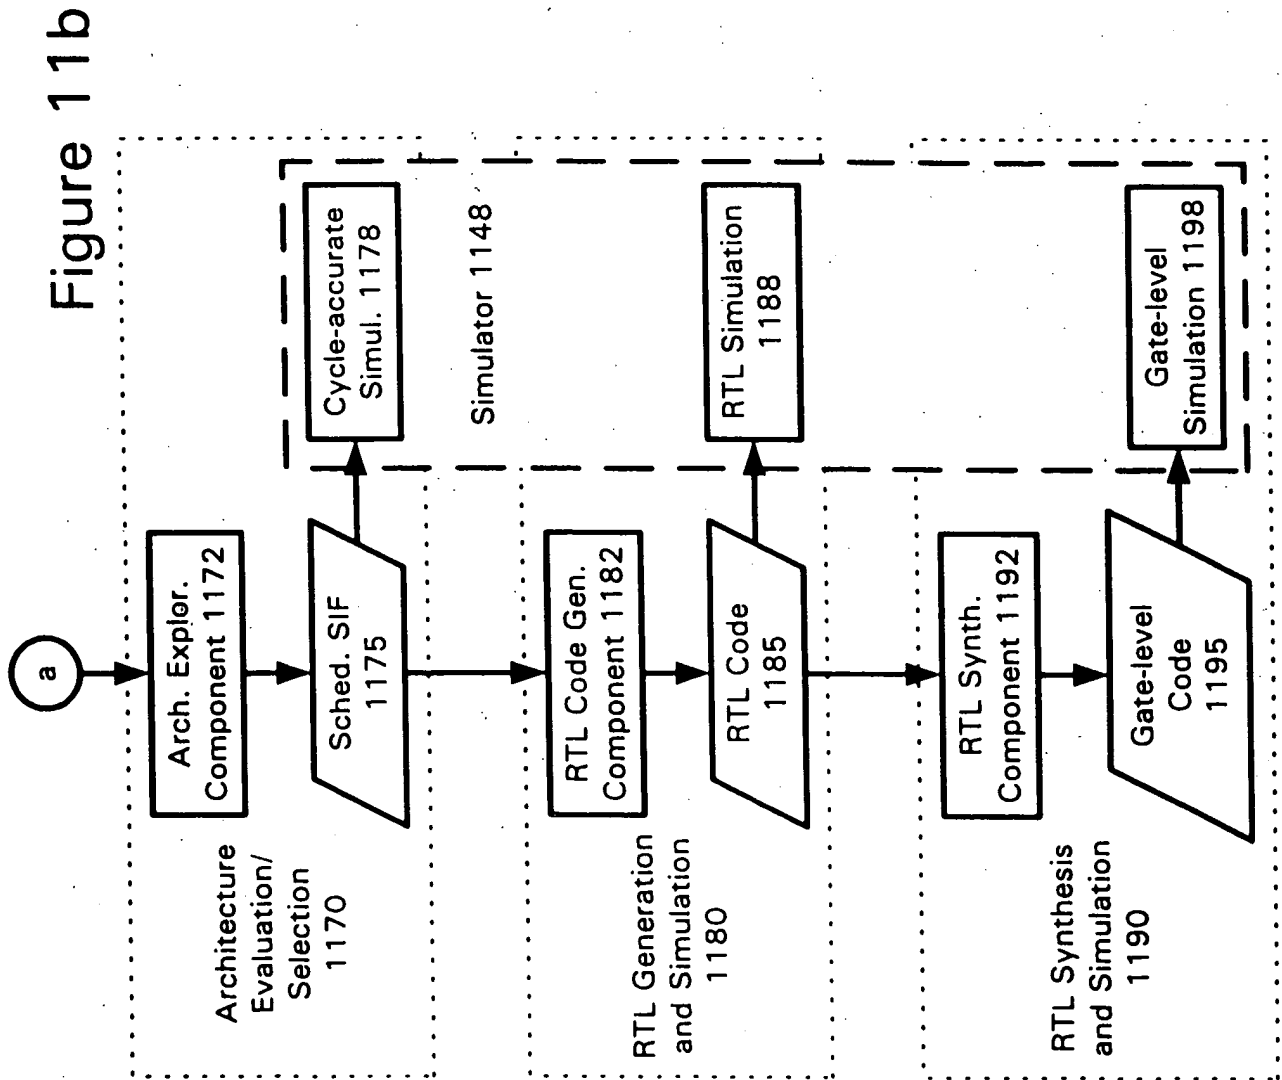 Figure 11b
a
Architecture
Evaluation/
Selection
1170
Arch. Explor.
Component 1172
Sched. SIF
1175
Cycle-accurate
Simul. 1178
Simulator 1148
RTL Generation
and Simulation
1180
RTL Code Gen.
Component 1182
RTL Code
1185
RTL Simulation
1188
RTL Synthesis
and Simulation
1190
RTL Synth.
Component 1192
Gate-level
Code
1195
Gate-level
Simulation 1198